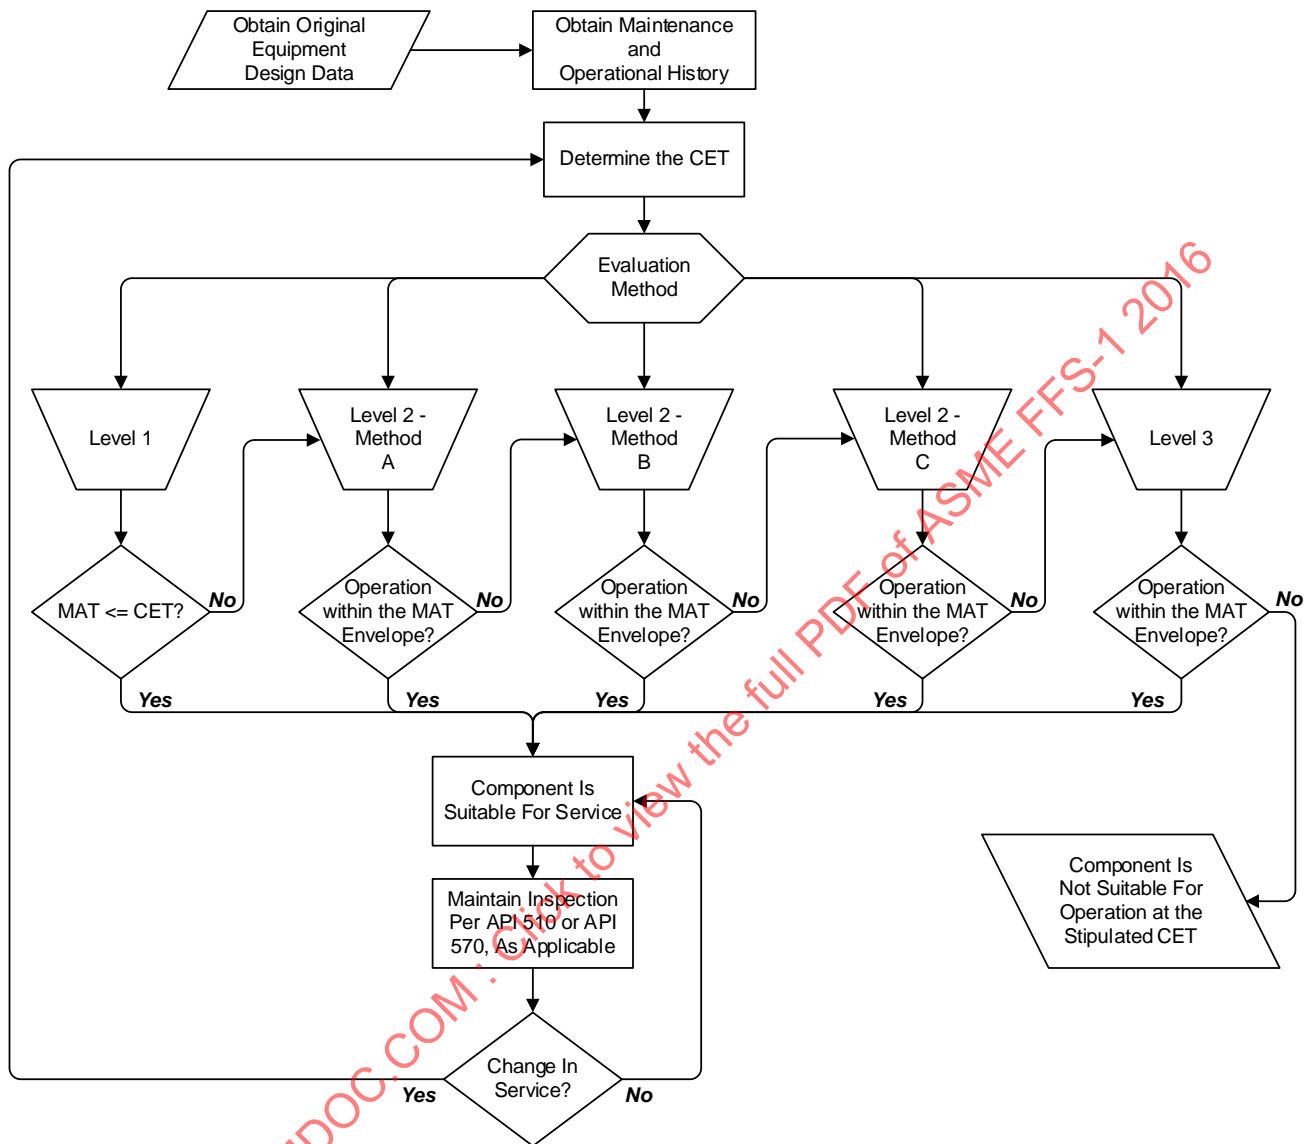 Obtain Original
Equipment
Design Data
Obtain Maintenance
and
Operational History
Determine the CET
Evaluation
Method
Level 1
Level 2 -
Method
A
Level 2 -
Method
B
Level 2 -
Method
C
Level 3
MAT <= CET?
No
Operation
within the MAT
Envelope?
No
Operation
within the MAT
Envelope?
No
Operation
within the MAT
Envelope?
No
Operation
within the MAT
Envelope?
No
Yes
Yes
Yes
Yes
Yes
Component Is
Suitable For Service
Maintain Inspection
Per API 510 or API
570, As Applicable
Component Is
Not Suitable For
Operation at the
Stipulated CET
Change In
Service?
Yes
No
DOC.COM : Click to view the full PDF of ASME FFS-1 2016